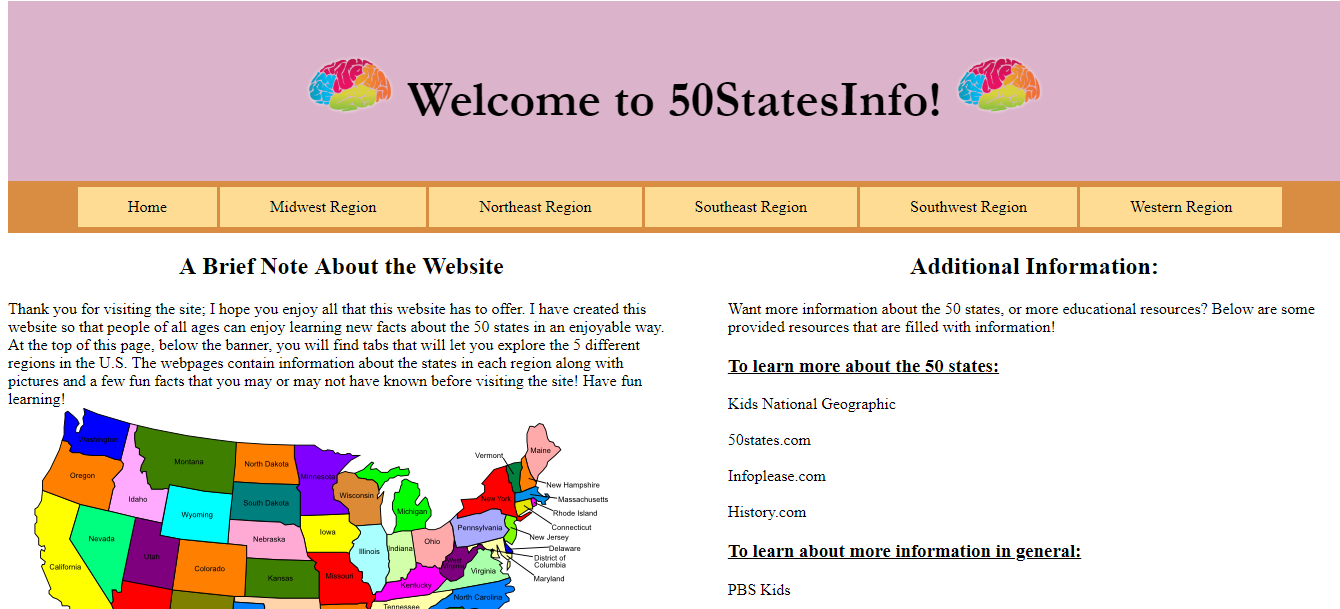 Welcome to 50StatesInfo!
Home
Midwest Region
Northeast Region
Southeast Region
Southwest Region
Western Region
A Brief Note About the Website
Thank you for visiting the site; I hope you enjoy all that this website has to offer. I have created this
website so that people of all ages can enjoy learning new facts about the 50 states in an enjoyable way.
At the top of this page, below the banner, you will find tabs that will let you explore the 5 different
regions in the U.S. The webpages contain information about the states in each region along with
pictures and a few fun facts that you may or may not have known before visiting the site! Have fun
learning!
Washington
Oregon
Idaho
Montana
North Dakota
Minnesota
South Dakota
Wyoming
Nebraska
Nevada
Utah
California
Colorado
Kansas
Iowa
Wisconsin
Michigan
Illinois
Indiana
Ohio
Missouri
Kentucky
Tennessee
West
Virginia
Virginia
North Carolina
Pennsylvania
New York
Vermont
Maine
New Hampshire
Massachusetts
Rhode Island
Connecticut
New Jersey
Delaware
District of
Columbia
Maryland
Additional Information:
Want more information about the 50 states, or more educational resources? Below are some
provided resources that are filled with information!
To learn more about the 50 states:
Kids National Geographic
50states.com
Infoplease.com
History.com
To learn about more information in general:
PBS Kids